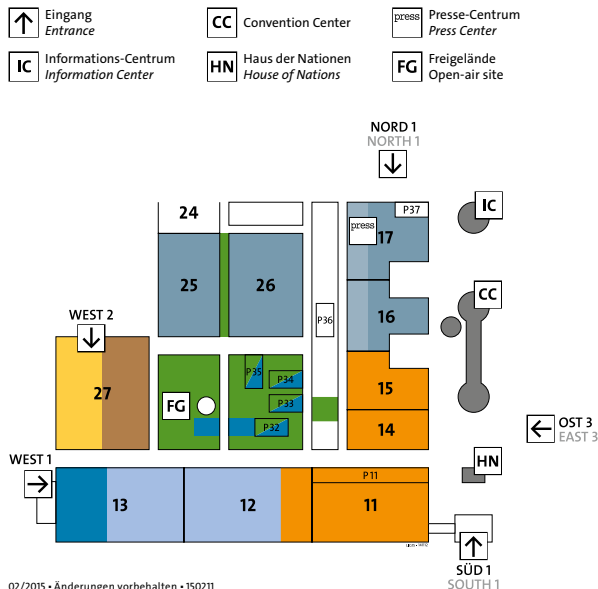 Eingang
Entrance
CC Convention Center
press Presse-Centrum
Press Center
IC Informations-Centrum
Information Center
HN Haus der Nationen
House of Nations
FG Freigelände
Open-air site
NORD 1
NORTH 1
24
P37
IC
press
17
25
26
CC
P36
16
WEST 2
P35
P34
15
27
FG
P33
P32
14
OST 3
EAST 3
WEST 1
HN
P11
13
12
11
SÜD 1
SOUTH 1
02/2015 • Änderungen vorbehalten • 150211